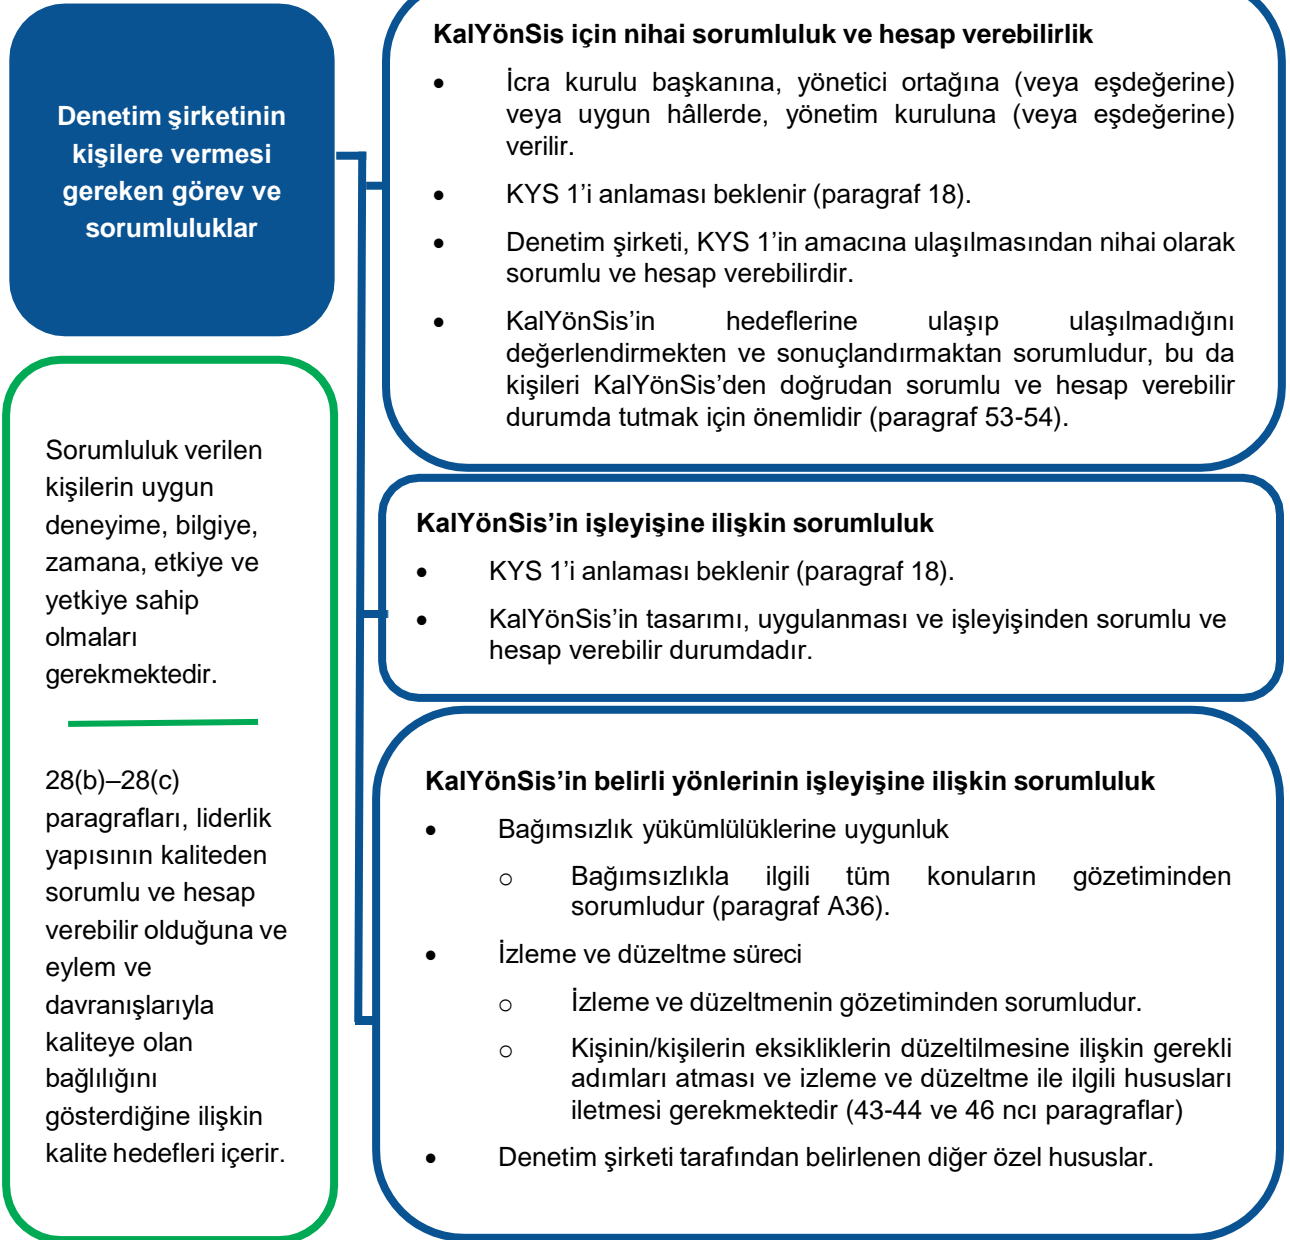 Denetim şirketinin
kişilere vermesi
gereken görev ve
sorumluluklar
Sorumluluk verilen
kişilerin uygun
deneyime, bilgiye,
zamana, etkiye ve
yetkiye sahip
olmaları
gerekmektedir.
28(b)–28(c)
paragrafları, liderlik
yapısının kaliteden
sorumlu ve hesap
verebilir olduğuna ve
eylem ve
davranışlarıyla
kaliteye olan
bağlılığını
gösterdiğine ilişkin
kalite hedefleri içerir.
KalYönSis için nihai sorumluluk ve hesap verebilirlik
• İcra kurulu başkanına, yönetici ortağına (veya eşdeğerine)
veya uygun hâllerde, yönetim kuruluna (veya eşdeğerine)
verilir.
• KYS 1’i anlaması beklenir (paragraf 18).
• Denetim şirketi, KYS 1’in amacına ulaşılmasından nihai olarak
sorumlu ve hesap verebilirdir.
• KalYönSis’in hedeflerine ulaşıp ulaşılmadığını
değerlendirmekten ve sonuçlandırmaktan sorumludur, bu da
kişileri KalYönSis’den doğrudan sorumlu ve hesap verebilir
durumda tutmak için önemlidir (paragraf 53-54).
KalYönSis’in işleyişine ilişkin sorumluluk
• KYS 1’i anlaması beklenir (paragraf 18).
• KalYönSis’in tasarımı, uygulanması ve işleyişinden sorumlu ve
hesap verebilir durumdadır.
KalYönSis’in belirli yönlerinin işleyişine ilişkin sorumluluk
• Bağımsızlık yükümlülüklerine uygunluk
o Bağımsızlıkla ilgili tüm konuların gözetiminden
sorumludur (paragraf A36).
• İzleme ve düzeltme süreci
o İzleme ve düzeltmenin gözetiminden sorumludur.
o Kişinin/kişilerin eksikliklerin düzeltilmesine ilişkin gerekli
adımları atması ve izleme ve düzeltme ile ilgili hususları
iletmesi gerekmektedir (43-44 ve 46 ncı paragraflar)
• Denetim şirketi tarafından belirlenen diğer özel hususlar.